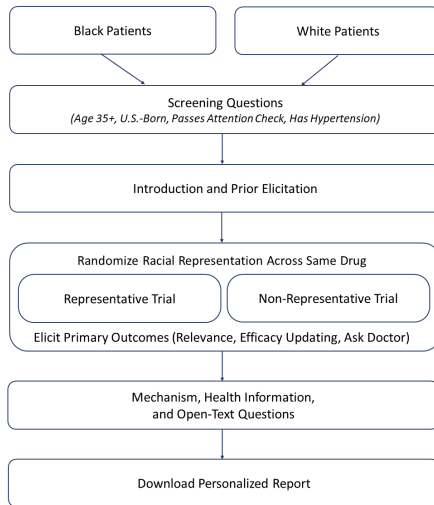 Black Patients
White Patients
Screening Questions
(Age 35+, U.S.-Born, Passes Attention Check, Has Hypertension)
Introduction and Prior Elicitation
Randomize Racial Representation Across Same Drug
Representative Trial
Non-Representative Trial
Elicit Primary Outcomes (Relevance, Efficacy Updating, Ask Doctor)
Mechanism, Health Information,
and Open-Text Questions
Download Personalized Report